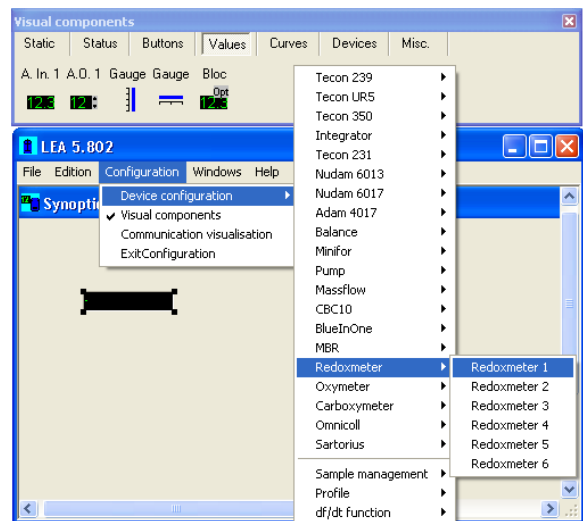 Visual components
Static Status Buttons Values Curves Devices Misc.
A. In. 1 A.O. 1 Gauge Gauge Bloc
12.3 12 Opt 12.3
LEA 5.802
File Edition Configuration Windows Help
Synopti
Device configuration
Visual components
Communication visualisation
ExitConfiguration
Tecon 239
Tecon UR5
Tecon 350
Integrator
Tecon 231
Nudam 6013
Nudam 6017
Adam 4017
Balance
Minifor
Pump
Massflow
CBC10
BlueInOne
MBR
Redoxmeter
Oxymeter
Carboxymeter
Omnicoll
Sartorius
Sample management
Profile
df/dt function
Redoxmeter 1
Redoxmeter 2
Redoxmeter 3
Redoxmeter 4
Redoxmeter 5
Redoxmeter 6